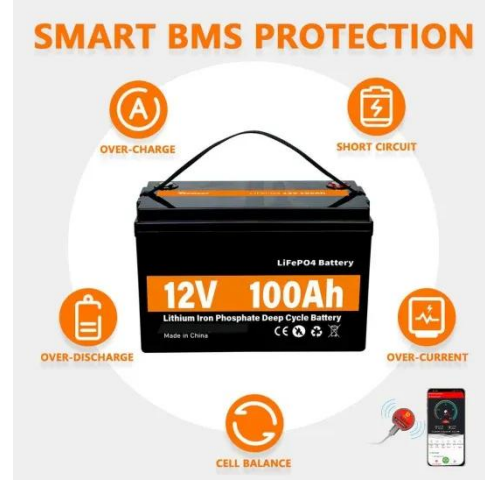 SMART BMS PROTECTION
A
OVER-CHARGE
SHORT CIRCUIT
LiFePO4 Battery
12V 100Ah
Lithium Iron Phosphate Deep Cycle Battery
Made in China
CE
OVER-DISCHARGE
OVER-CURRENT
CELL BALANCE